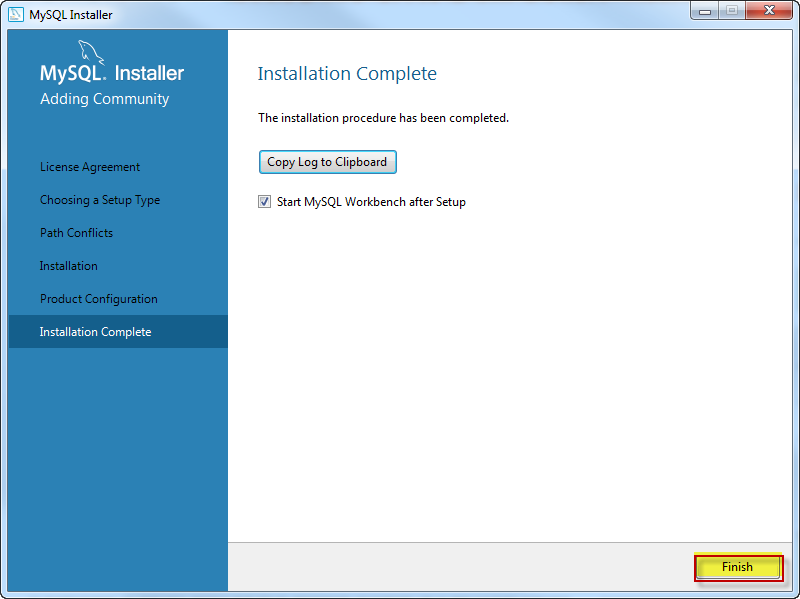 MySQL Installer
MySQL. Installer
Adding Community
License Agreement
Choosing a Setup Type
Path Conflicts
Installation
Product Configuration
Installation Complete
Installation Complete
The installation procedure has been completed.
Copy Log to Clipboard
Start MySQL Workbench after Setup
Finish